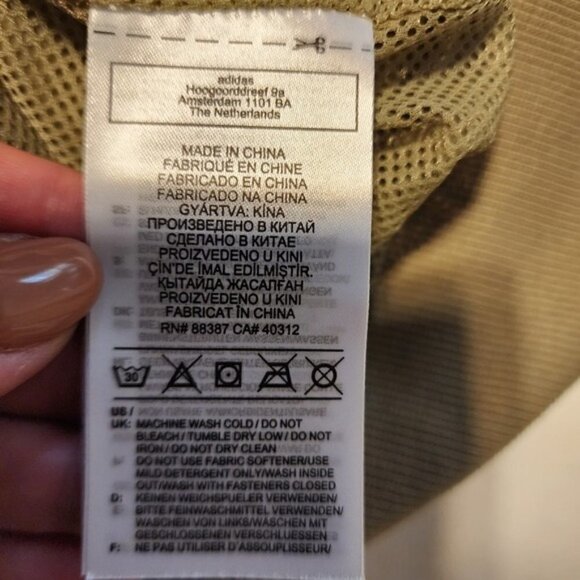 adidas
Hoogoorddreef 9a
Amsterdam 1101 BA
The Netherlands
MADE IN CHINA
FABRIQUÉ EN CHINE
FABRICADO EN CHINA
FABRICADO NA CHINA
GYÁRTVA: KÍNA
ПРОИЗВЕДЕНО В КИТАЙ
СДЕЛАНО В КИТАЕ
PROIZVEDENO U KINI
ÇİN'DE İMAL EDİLMİŞTİR.
ҚЫТАЙДА ЖАСАЛҒАН
PROIZVEDENO U KINI
FABRICAT ÎN CHINA
RN# 88387 CA# 40312
30
US /
UK: MACHINE WASH COLD / DO NOT
BLEACH / TUMBLE DRY LOW / DO NOT
IRON / DO NOT DRY CLEAN
DO NOT USE FABRIC SOFTENER/USE
MILD DETERGENT ONLY/WASH INSIDE
OUT/WASH WITH FASTENERS CLOSED
D: KEINEN WEICHSPUELER VERWENDEN/
BITTE FEINWASCHMITTEL VERWENDEN/
WASCHEN VON LINKS/WASCHEN MIT
GESCHLOSSENEN
F: NE PAS UTILISER D'ASSOUPLISSEUR/